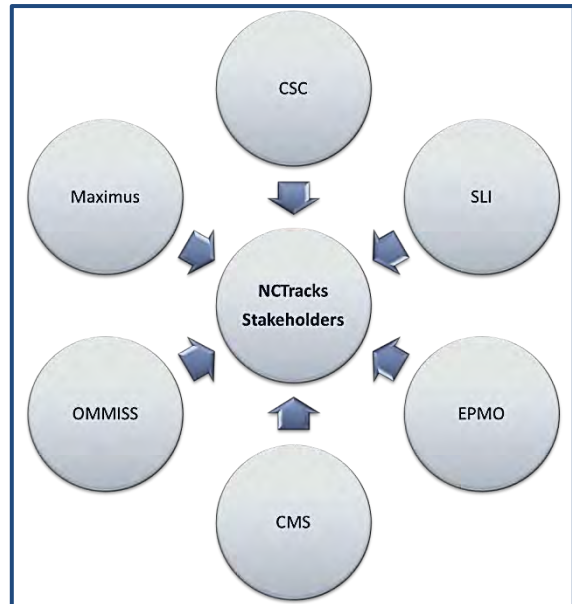 CSC
Maximus
SLI
NCTracks
Stakeholders
OMMISS
EPMO
CMS